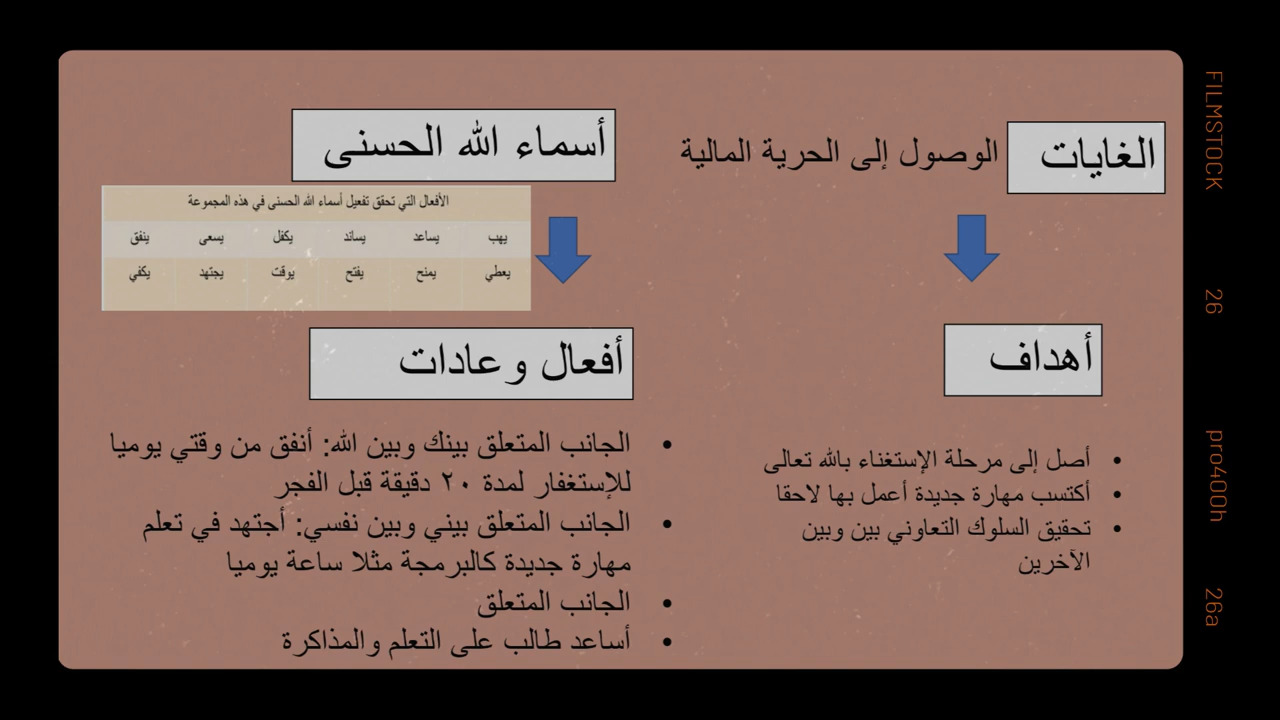 الغايات
الوصول إلى الحرية المالية
أهداف
أصل إلى مرحلة الإستغناء بالله تعالى
أكتسب مهارة جديدة أعمل بها لاحقا
تحقيق السلوك التعاوني بين وبين
الآخرين
أسماء الله الحسنى
الأفعال التي تحقق تفعيل أسماء الله الحسنى في هذه المجموعة
يهب يساعد يساند يكفل يسعى ينفق
يعطي يمنح يفتح يوقت يجتهد يكفي
أفعال وعادات
الجانب المتعلق بينك وبين الله: أنفق من وقتي يوميا
للإستغفار لمدة ٢٠ دقيقة قبل الفجر
الجانب المتعلق بيني وبين نفسي: أجتهد في تعلم
مهارة جديدة كالبرمجة مثلا ساعة يوميا
الجانب المتعلق
أساعد طالب على التعلم والمذاكرة
FILMSTOCK
26
pro400h
26a